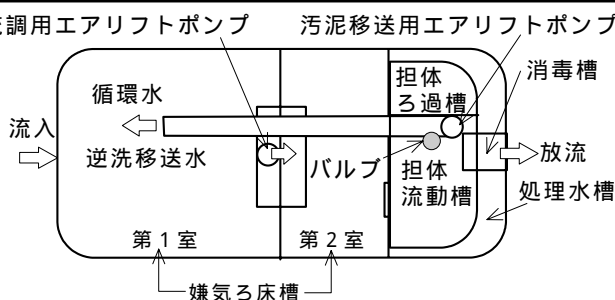 調用エアリフトポンプ
汚泥移送用エアリフトポンプ
担体
ろ過槽
消毒槽
循環水
流入
逆洗移送水
バルブ
担体
流動槽
放流
処理水槽
第1室
第2室
嫌気ろ床槽